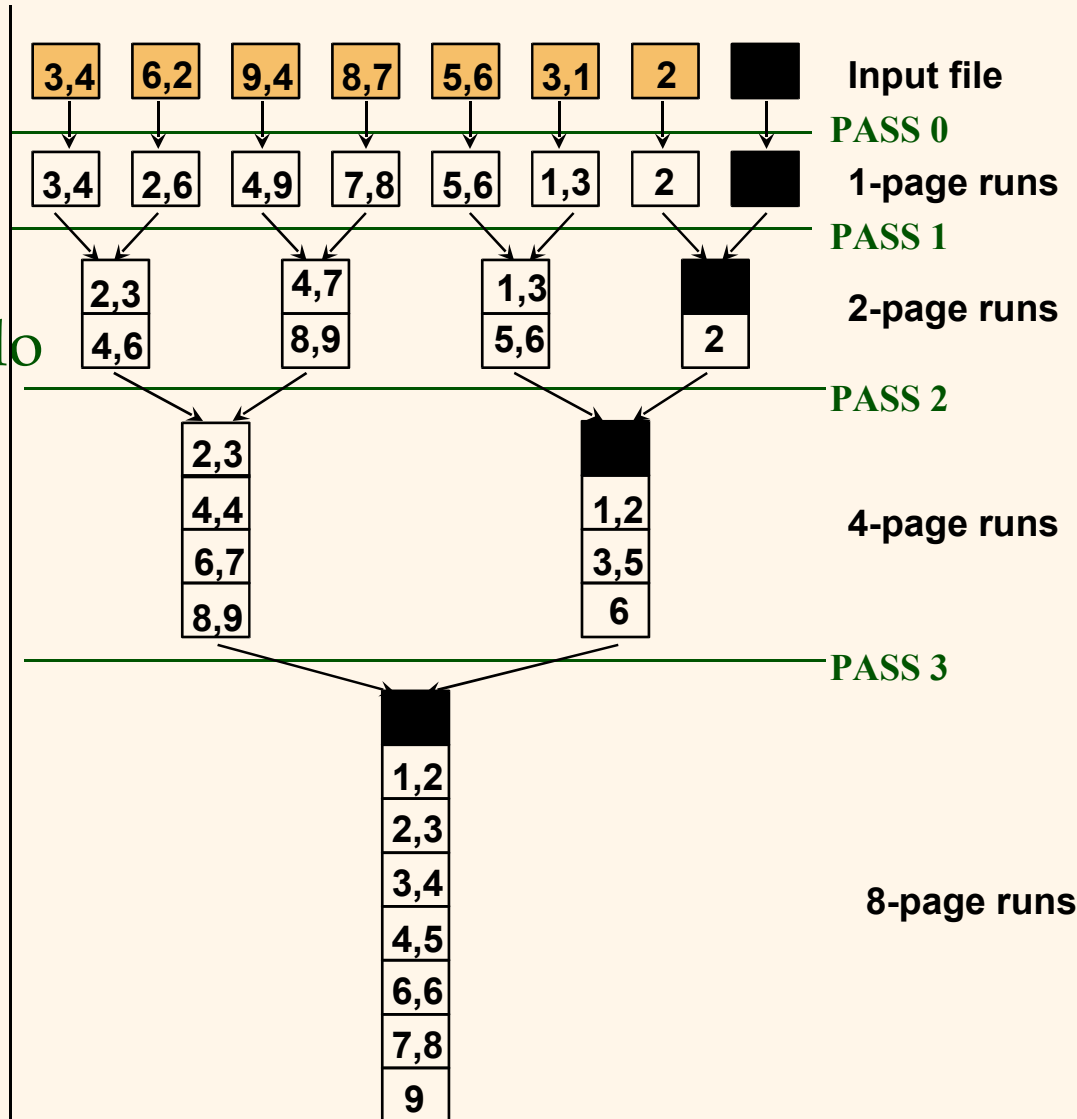 3,4 6,2 9,4 8,7 5,6 3,1 2 Input file
PASS 0
3,4 2,6 4,9 7,8 5,6 1,3 2 1-page runs
PASS 1
2,3 4,7 1,3 2-page runs
4,6 8,9 5,6 2
lo
PASS 2
2,3
4,4 1,2 4-page runs
6,7 3,5
8,9 6
PASS 3
1,2
2,3
3,4
4,5 8-page runs
6,6
7,8
9